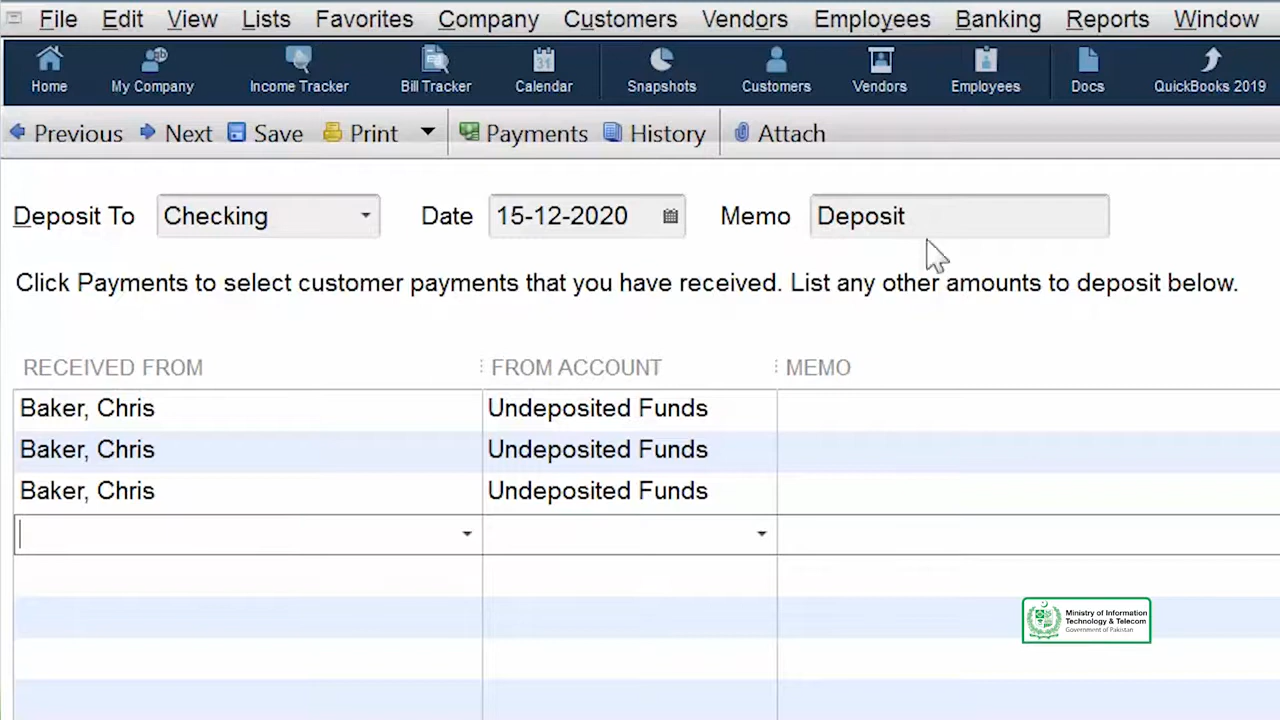 File Edit View Lists Favorites Company Customers Vendors Employees Banking Reports Window
Home My Company Income Tracker Bill Tracker Calendar Snapshots Customers Vendors Employees Docs QuickBooks 2019
31
Previous Next Save Print Payments History Attach
Deposit To Checking Date 15-12-2020 Memo Deposit
Click Payments to select customer payments that you have received. List any other amounts to deposit below.
RECEIVED FROM FROM ACCOUNT MEMO
Baker, Chris Undeposited Funds
Baker, Chris Undeposited Funds
Baker, Chris Undeposited Funds
Ministry of Information
Technology & Telecom
Government of Pakistan